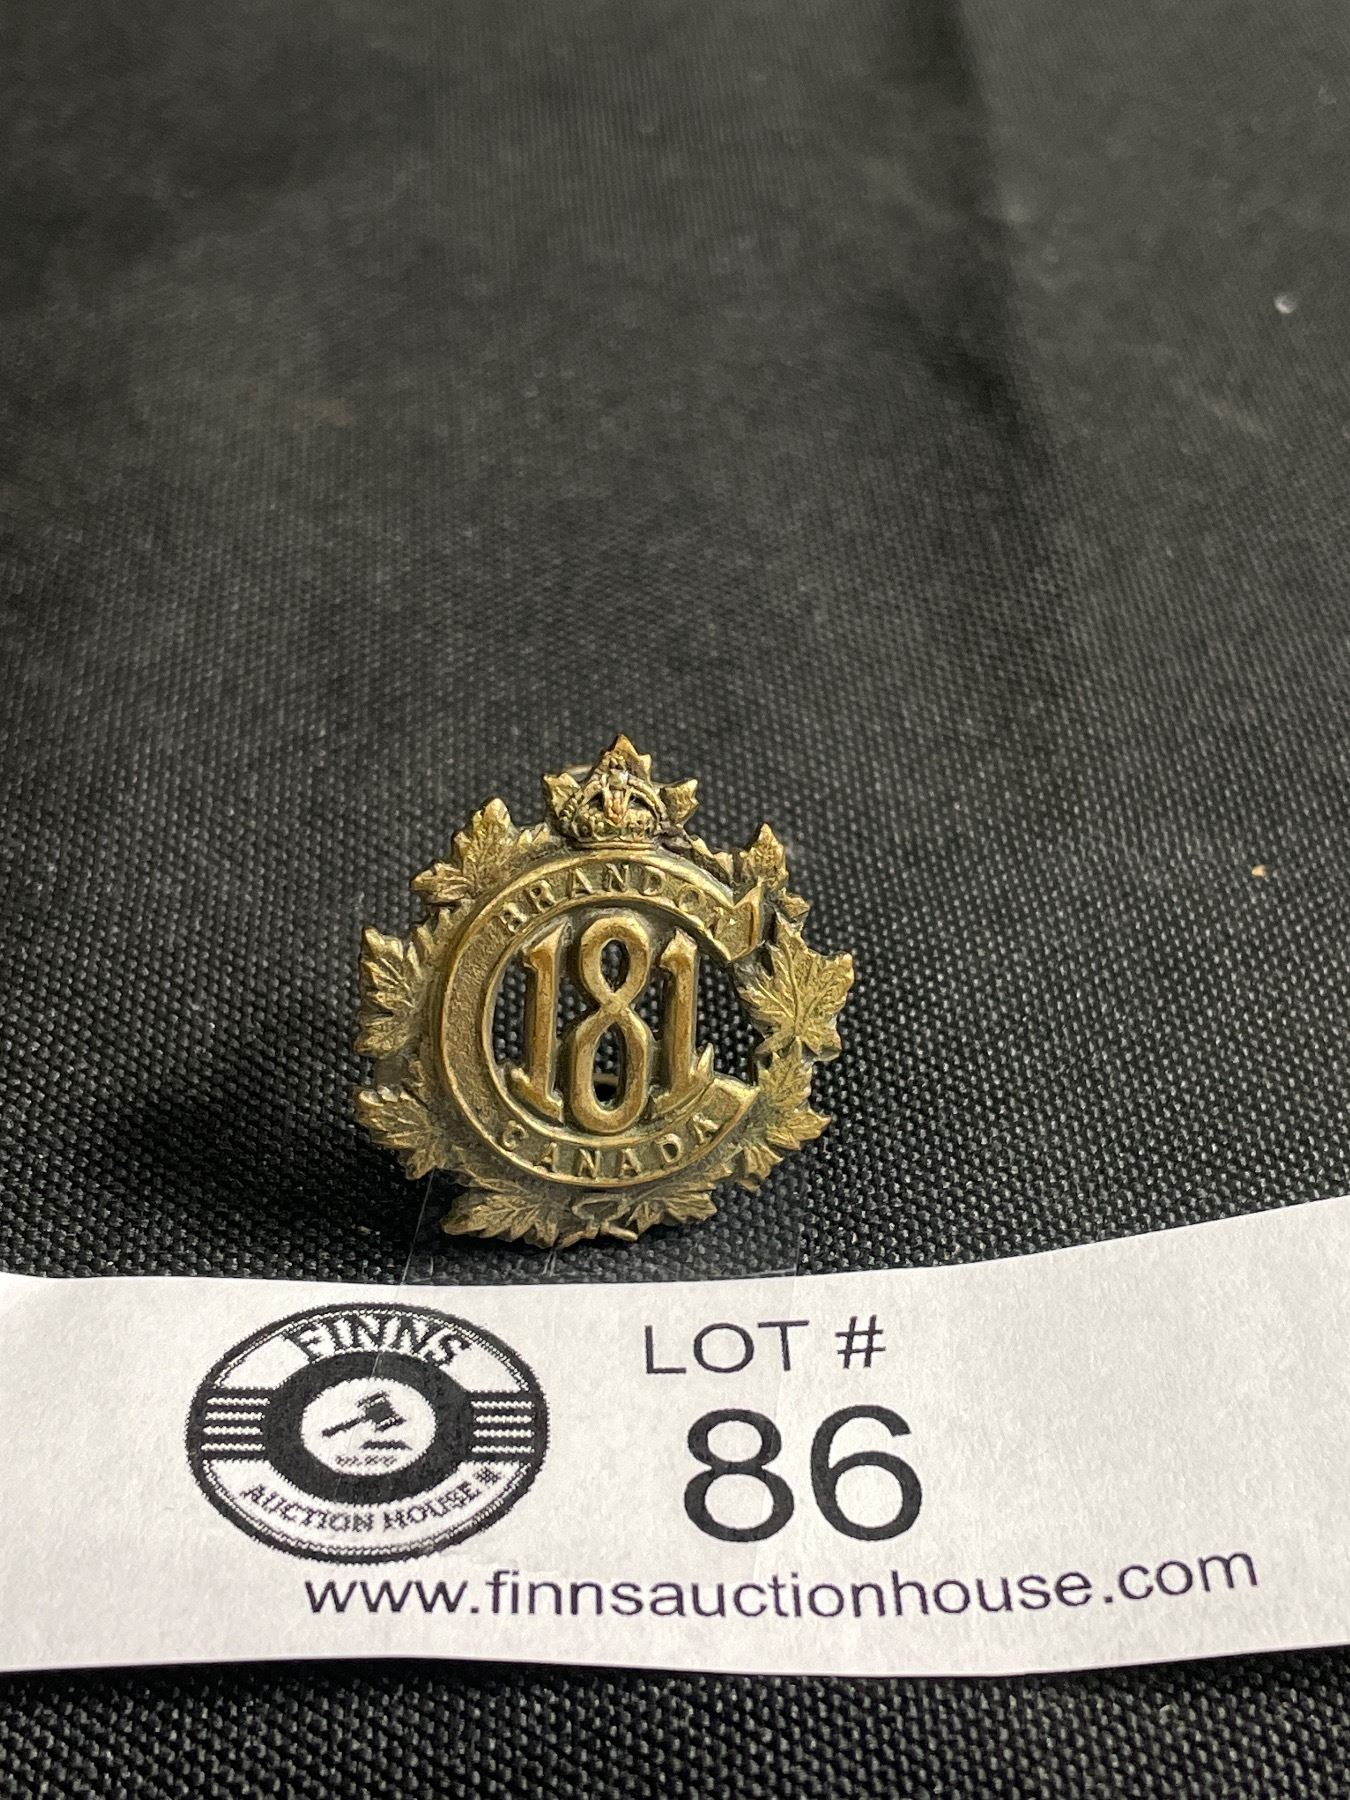 BRANDON
181
CANADA
FINNS
AUCTION HOUSE
LOT #
86
www.finnsauctionhouse.com